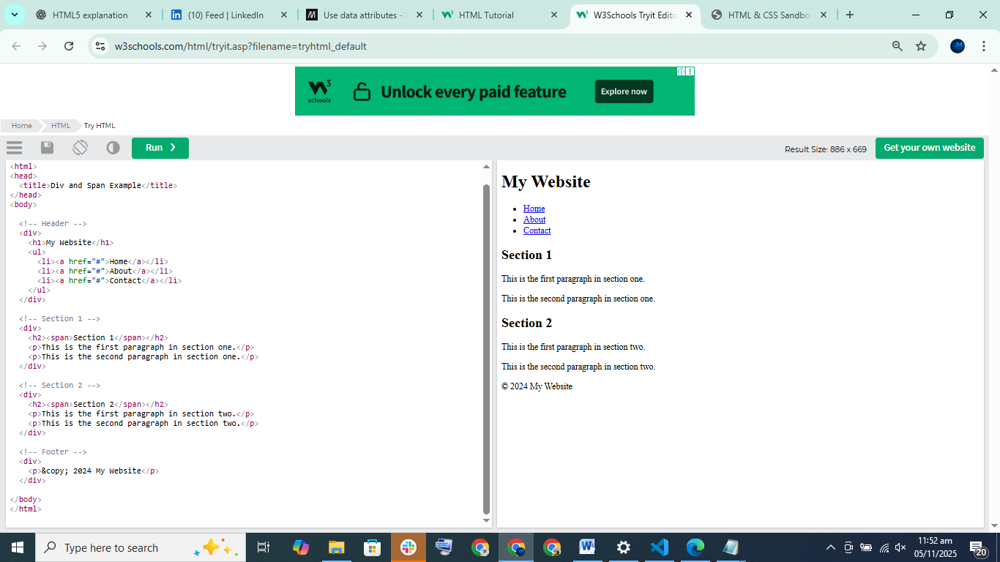 HTML5 explanation
(10) Feed | LinkedIn
Use data attributes -
HTML Tutorial
W3Schools Tryit Edito
HTML & CSS Sandbo
w3schools.com/html/tryit.asp?filename=tryhtml_default
JM
W3 schools
Unlock every paid feature
Explore now
Home
HTML
Try HTML
Run ❯
Result Size: 886 x 669
Get your own website
<html>
<head>
  <title>Div and Span Example</title>
</head>
<body>
  <!-- Header -->
  <div>
    <h1>My Website</h1>
    <ul>
      <li><a href="#">Home</a></li>
      <li><a href="#">About</a></li>
      <li><a href="#">Contact</a></li>
    </ul>
  </div>
  <!-- Section 1 -->
  <div>
    <h2><span>Section 1</span></h2>
    <p>This is the first paragraph in section one.</p>
    <p>This is the second paragraph in section one.</p>
  </div>
  <!-- Section 2 -->
  <div>
    <h2><span>Section 2</span></h2>
    <p>This is the first paragraph in section two.</p>
    <p>This is the second paragraph in section two.</p>
  </div>
  <!-- Footer -->
  <div>
    <p>&copy; 2024 My Website</p>
  </div>
</body>
</html>
My Website
Home
About
Contact
Section 1
This is the first paragraph in section one.
This is the second paragraph in section one.
Section 2
This is the first paragraph in section two.
This is the second paragraph in section two.
© 2024 My Website
Type here to search
11:52 am
05/11/2025
20